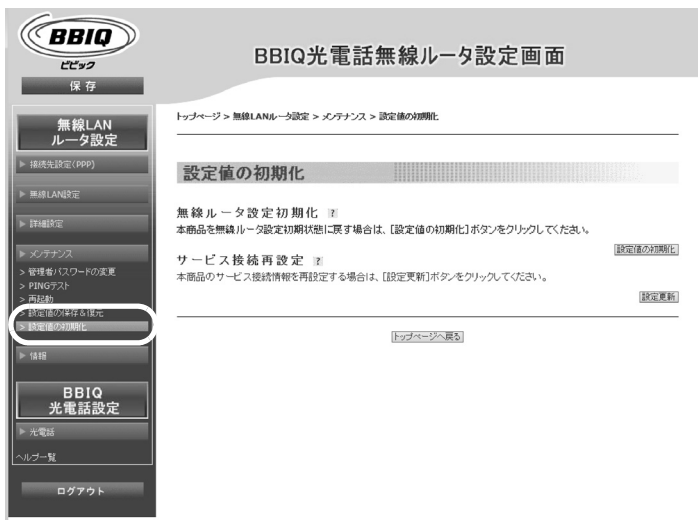 BBIQ
ビビック
BBIQ光電話無線ルータ設定画面
保存
無線LAN
ルータ設定
▶ 接続先設定(PPP)
▶ 無線LAN設定
▶ 詳細設定
▶ メンテナンス
> 管理者パスワードの変更
> PINGテスト
> 再起動
> 設定値の保存&復元
> 設定値の初期化
▶ 情報
BBIQ
光電話設定
▶ 光電話
ヘルプ一覧
ログアウト
トップページ > 無線LANルータ設定 > メンテナンス > 設定値の初期化
設定値の初期化
無線ルータ設定初期化 ?
本商品を無線ルータ設定初期状態に戻す場合は、[設定値の初期化]ボタンをクリックしてください。
設定値の初期化
サービス接続再設定 ?
本商品のサービス接続情報を再設定する場合は、[設定更新]ボタンをクリックしてください。
設定更新
トップページへ戻る